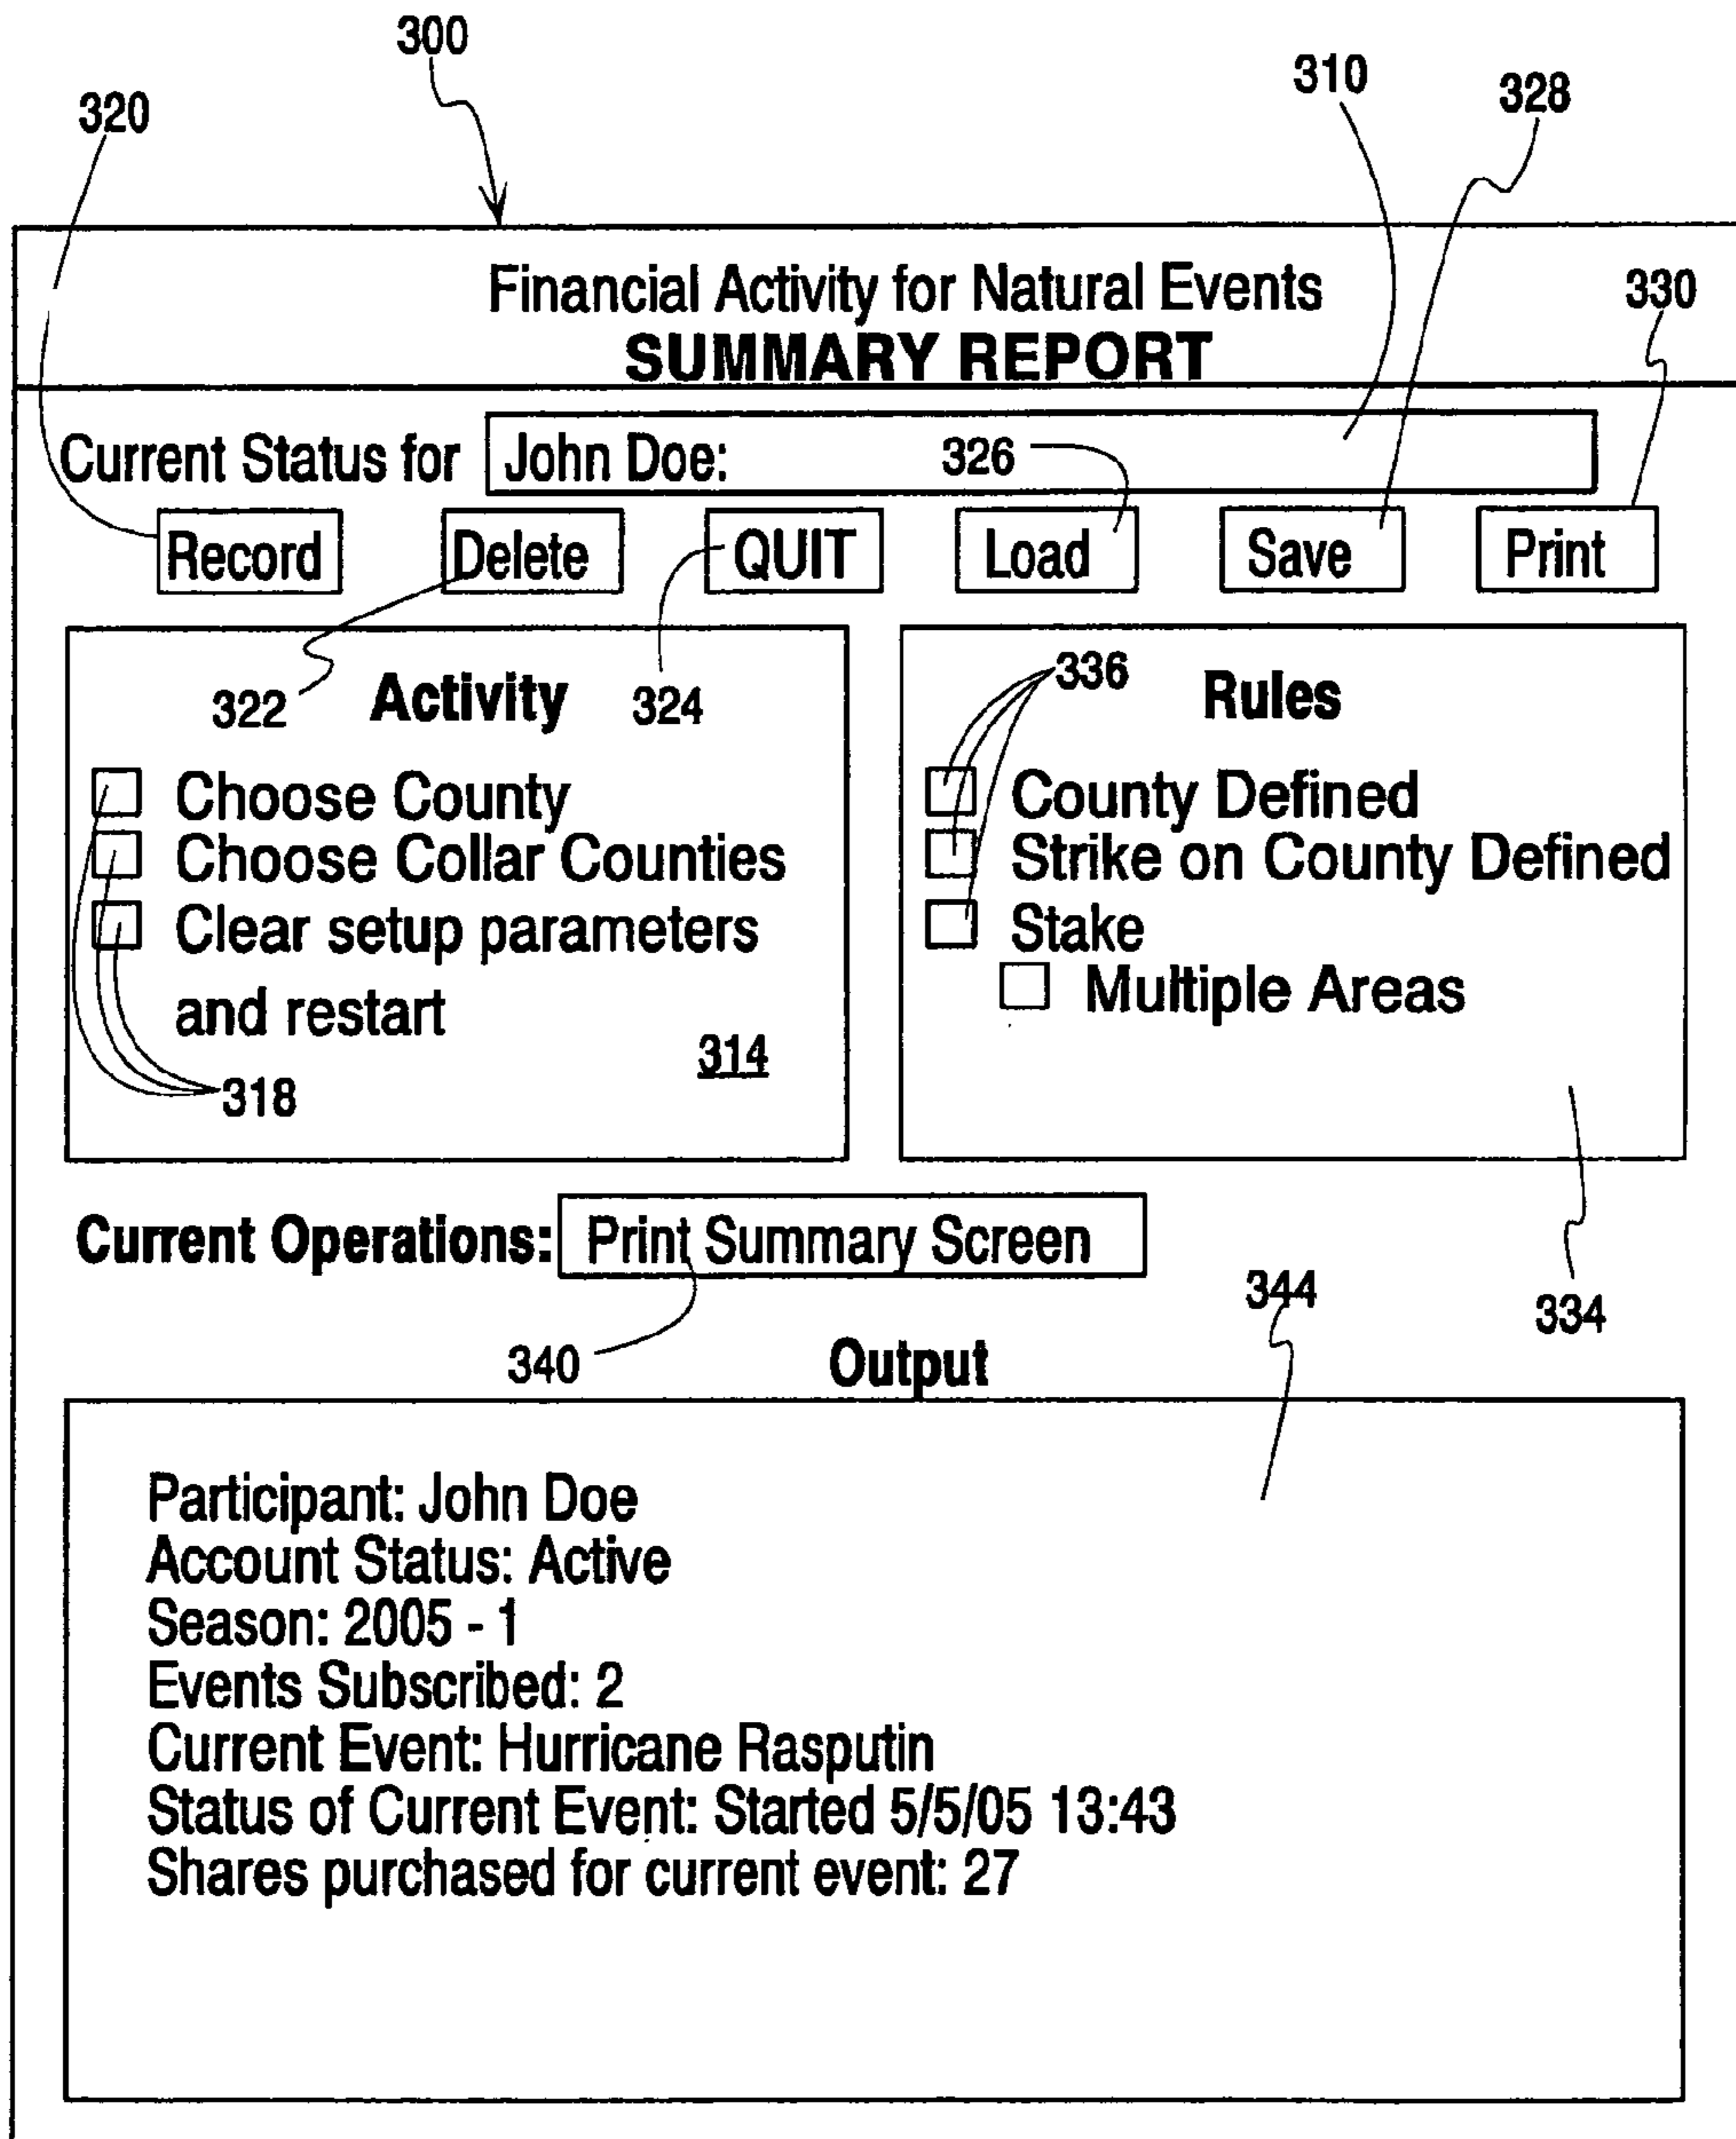 300
310
328
320
Financial Activity for Natural Events
330
SUMMARY REPORT
Current Status for John Doe: 326
Record Delete QUIT Load Save Print
322 Activity 324
Choose County
Choose Collar Counties
Clear setup parameters
and restart
314
318
336 Rules
County Defined
Strike on County Defined
Stake
Multiple Areas
334
Current Operations: Print Summary Screen
344
340
Output
Participant: John Doe
Account Status: Active
Season: 2005 - 1
Events Subscribed: 2
Current Event: Hurricane Rasputin
Status of Current Event: Started 5/5/05 13:43
Shares purchased for current event: 27